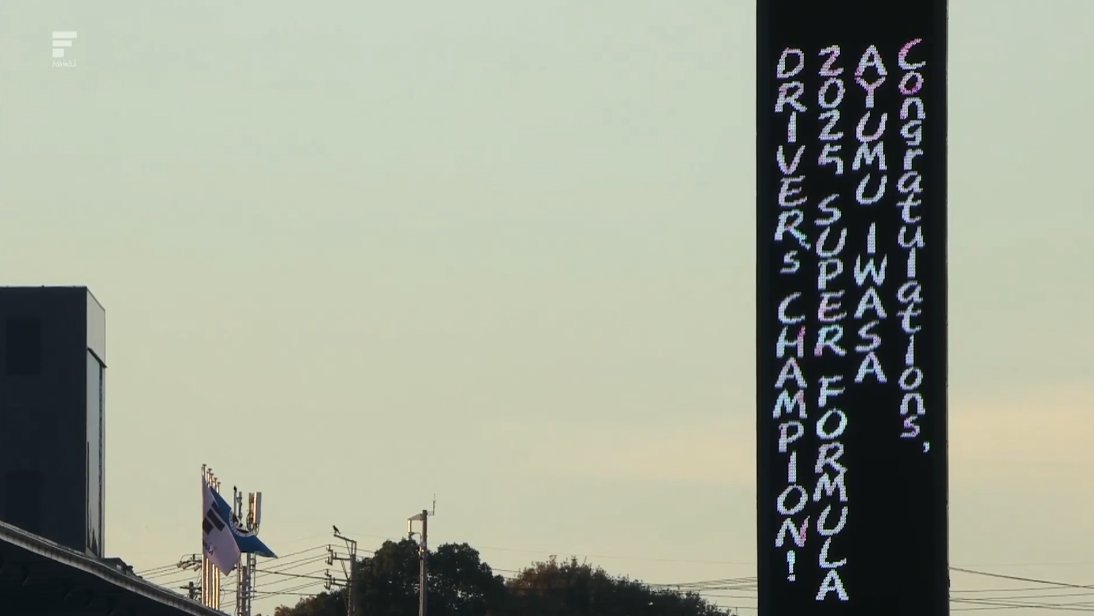 Congratulations,
AYUMU IWASA
2025 SUPER FORMULA
DRIVERs CHAMPION!